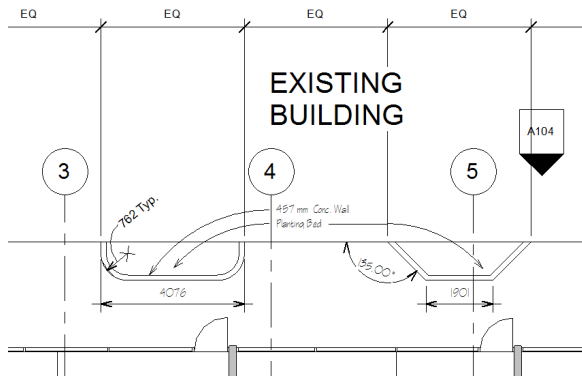 EQ EQ EQ EQ
EXISTING
BUILDING
A104
3 4 5
762 Typ.
457 mm Conc. Wall
Planting Bed
135.00°
4076
1901